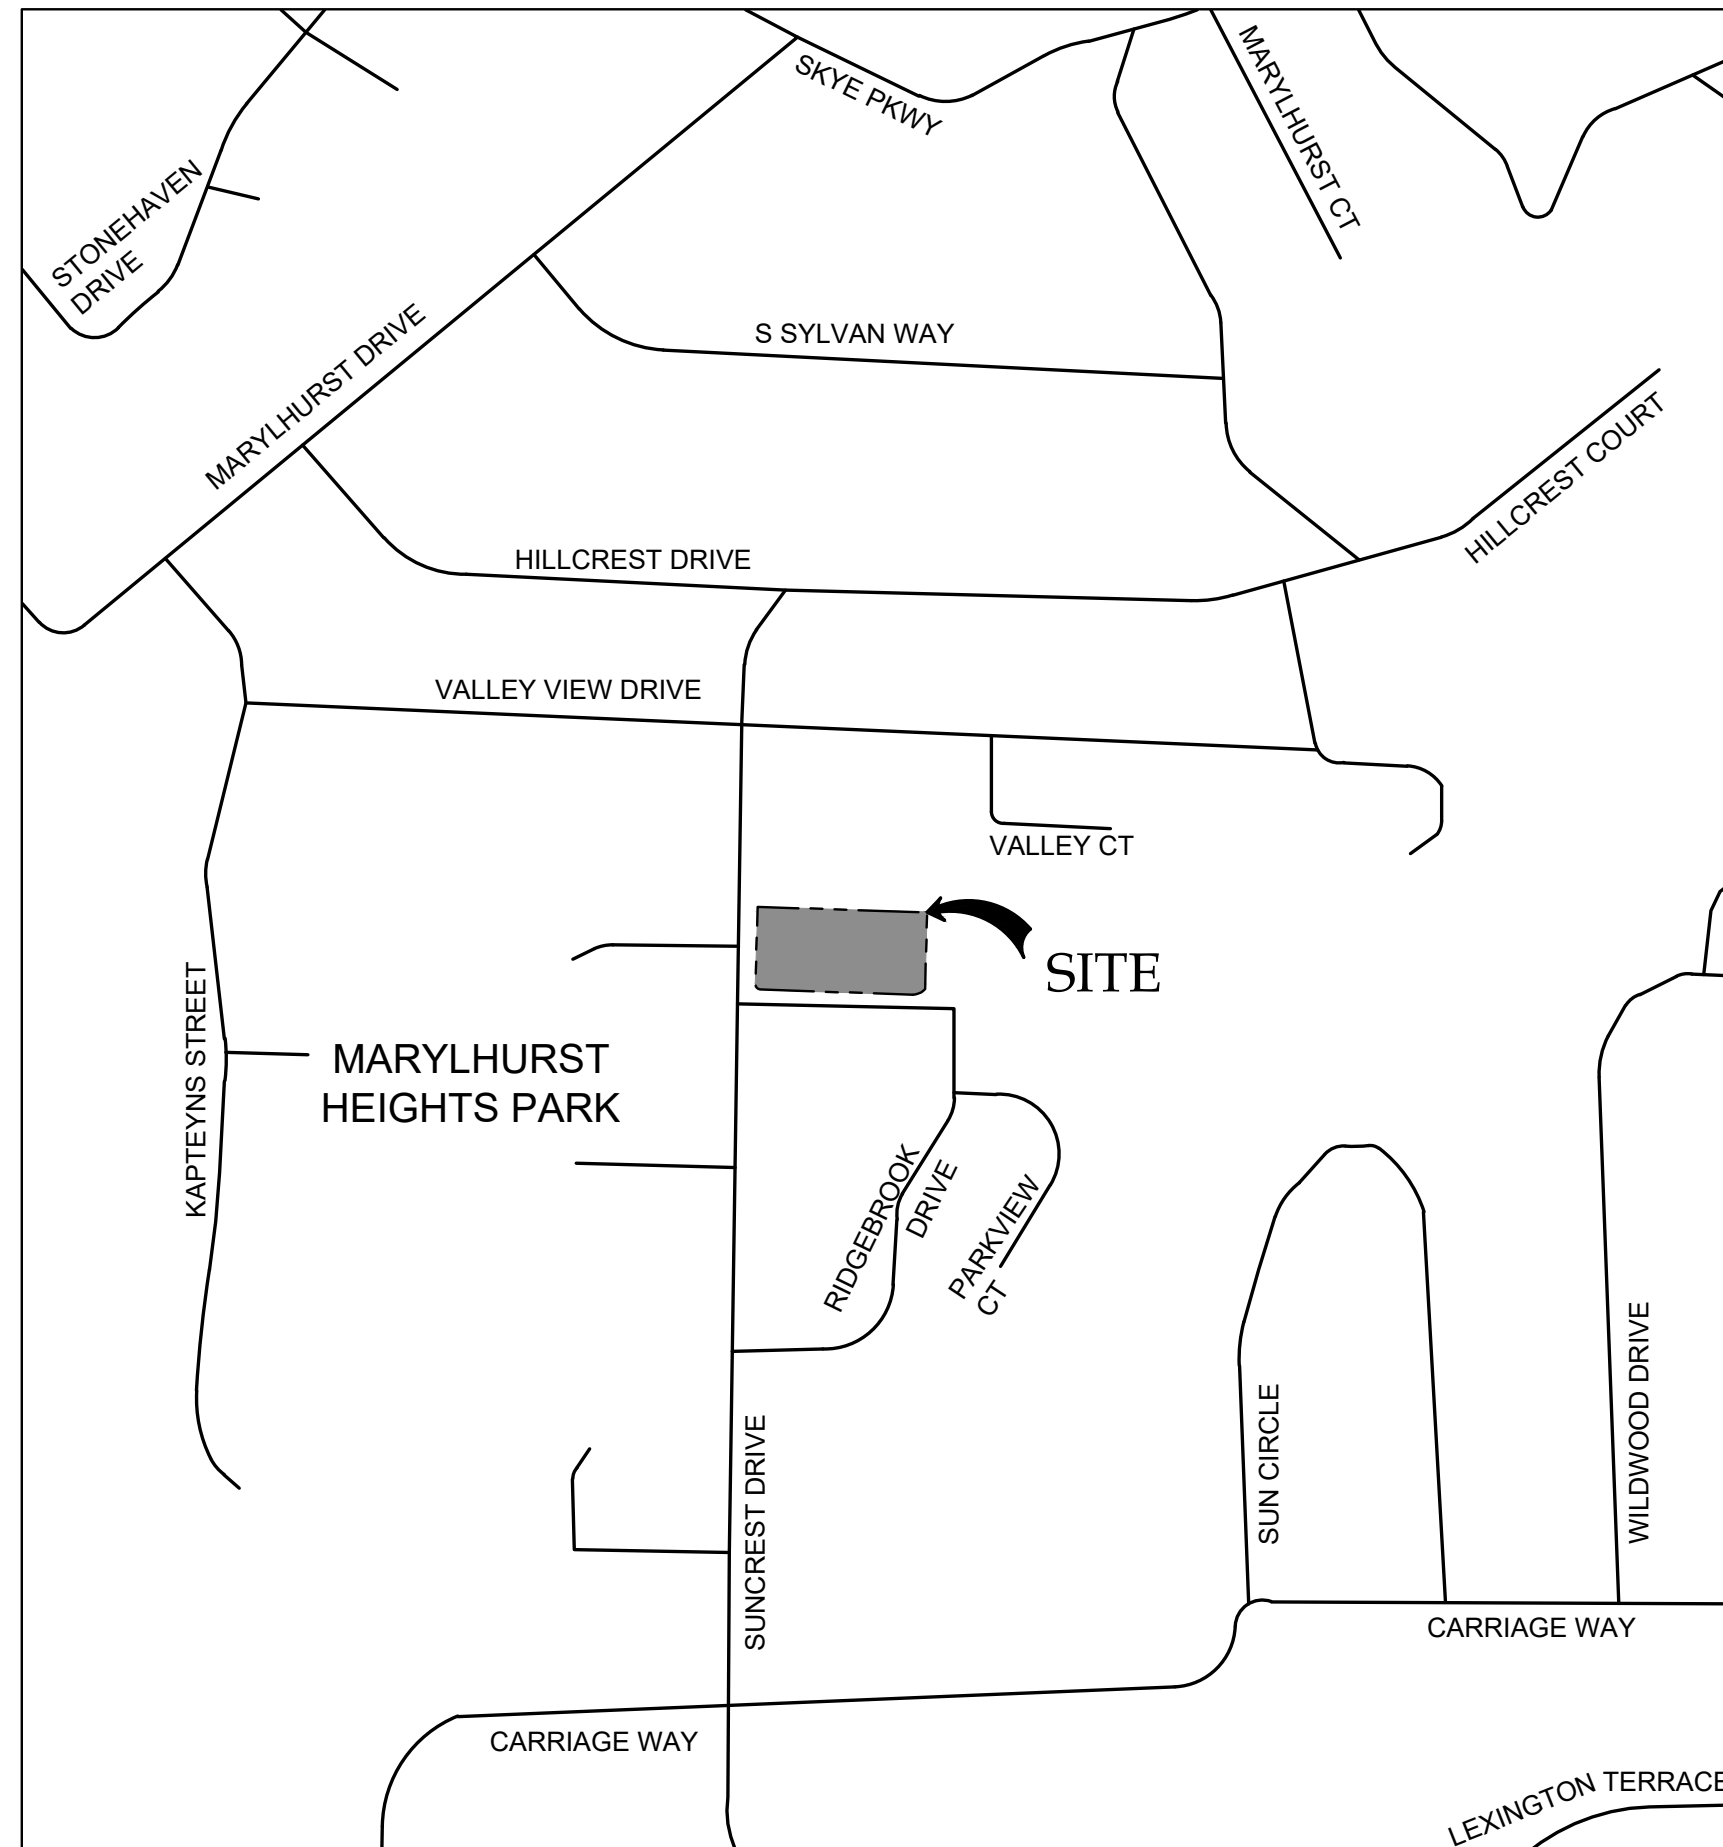 SKYE PKWY
MARYLHURST CT
STONEHAVEN
DRIVE
MARYLHURST DRIVE
S SYLVAN WAY
HILLCREST COURT
HILLCREST DRIVE
VALLEY VIEW DRIVE
VALLEY CT
SITE
KAPTEYNS STREET
MARYLHURST
HEIGHTS PARK
RIDGEBROOK
DRIVE
PARKVIEW
CT
SUNCREST DRIVE
SUN CIRCLE
WILDWOOD DRIVE
CARRIAGE WAY
CARRIAGE WAY
LEXINGTON TERRACE